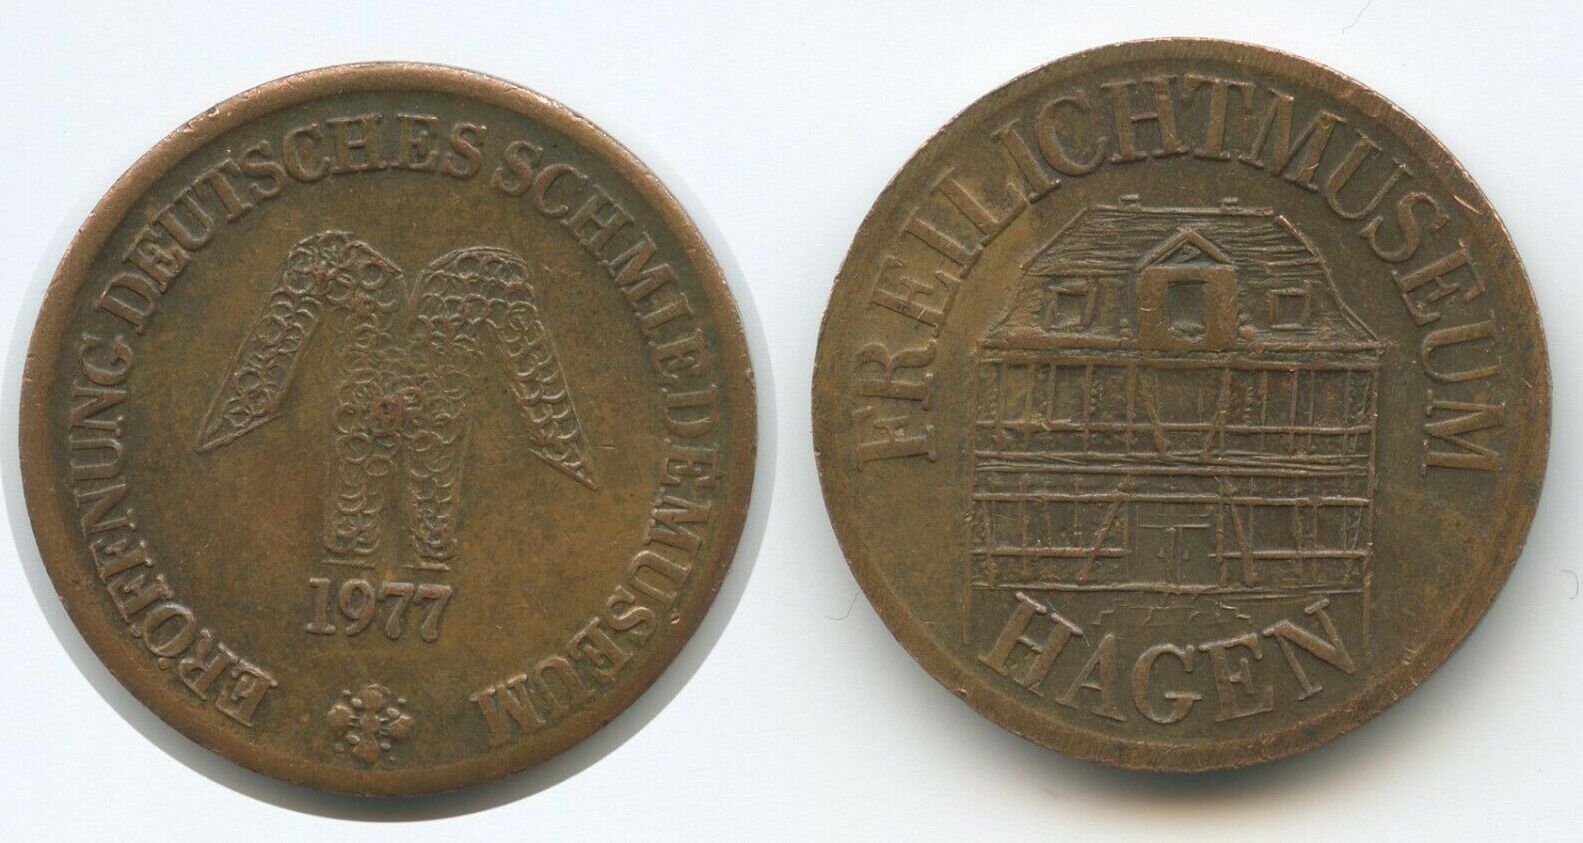 ERÖFFNUNG DEUTSCHES SCHMIEDEMUSEUM
1977
FREILICHTMUSEUM
HAGEN